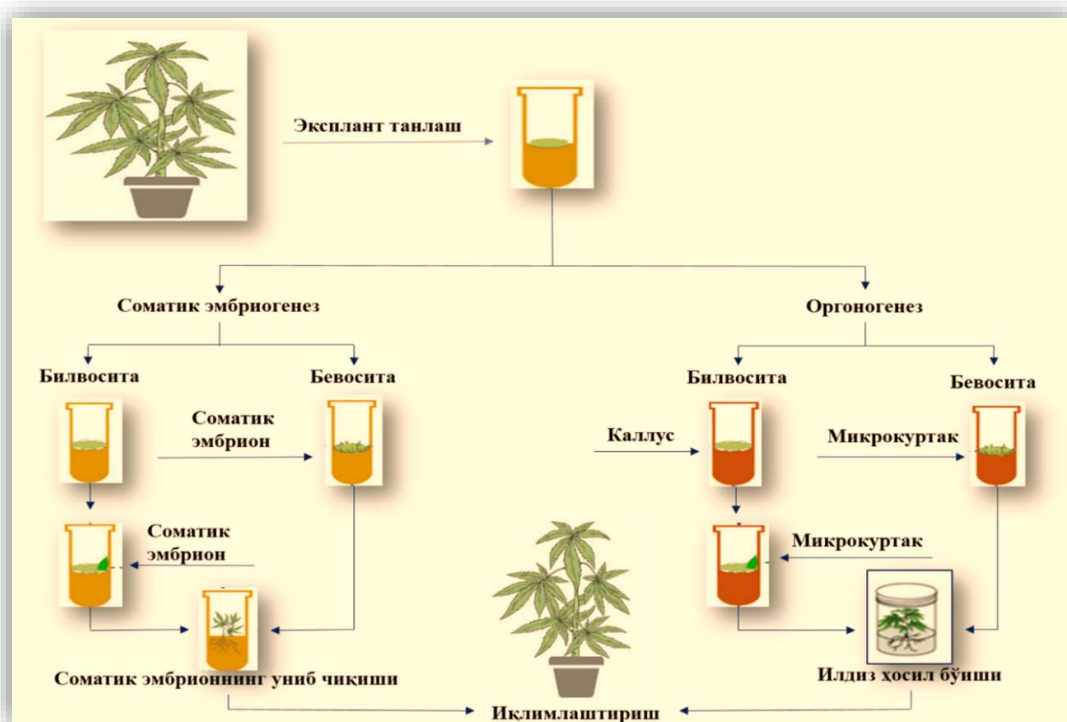 Эксплант танлаш
Соматик эмбриогенез
Оргоногенез
Билвосита
Бевосита
Билвосита
Бевосита
Соматик
эмбрион
Каллус
Микрокуртак
Соматик
эмбрион
Микрокуртак
Соматик эмбрионнинг униб чиқиши
Илдиз ҳосил бўиши
Иқлимлаштириш